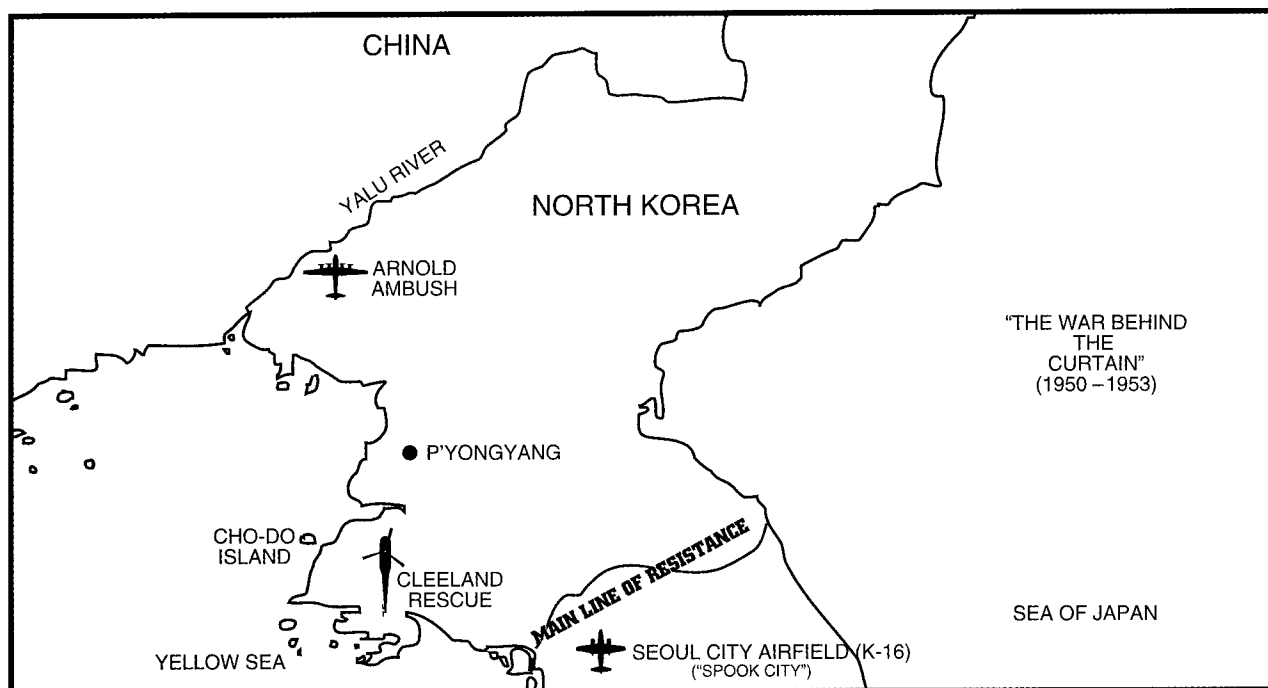 CHINA
YALU RIVER
NORTH KOREA
ARNOLD
AMBUSH
"THE WAR BEHIND
THE
CURTAIN"
(1950 – 1953)
P'YONGYANG
CHO-DO
ISLAND
CLEELAND
RESCUE
MAIN LINE OF RESISTANCE
SEA OF JAPAN
YELLOW SEA
SEOUL CITY AIRFIELD (K-16)
("SPOOK CITY")